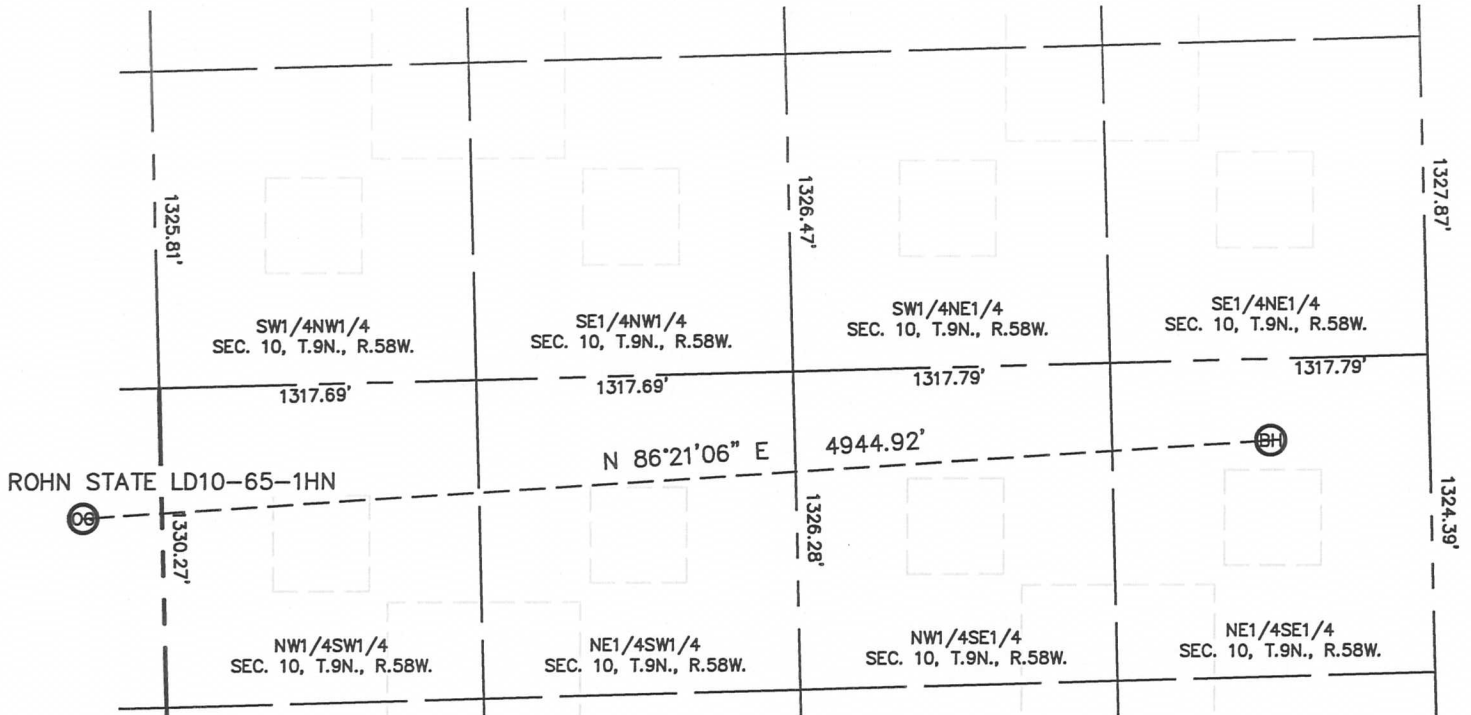 1325.81'
1326.47'
1327.87'
SW1/4NW1/4
SEC. 10, T.9N., R.58W.
SE1/4NW1/4
SEC. 10, T.9N., R.58W.
SW1/4NE1/4
SEC. 10, T.9N., R.58W.
SE1/4NE1/4
SEC. 10, T.9N., R.58W.
1317.69'
1317.69'
1317.79'
1317.79'
N 86°21'06" E 4944.92'
BH
ROHN STATE LD10-65-1HN
OG
1330.27'
1326.28'
1324.39'
NW1/4SW1/4
SEC. 10, T.9N., R.58W.
NE1/4SW1/4
SEC. 10, T.9N., R.58W.
NW1/4SE1/4
SEC. 10, T.9N., R.58W.
NE1/4SE1/4
SEC. 10, T.9N., R.58W.